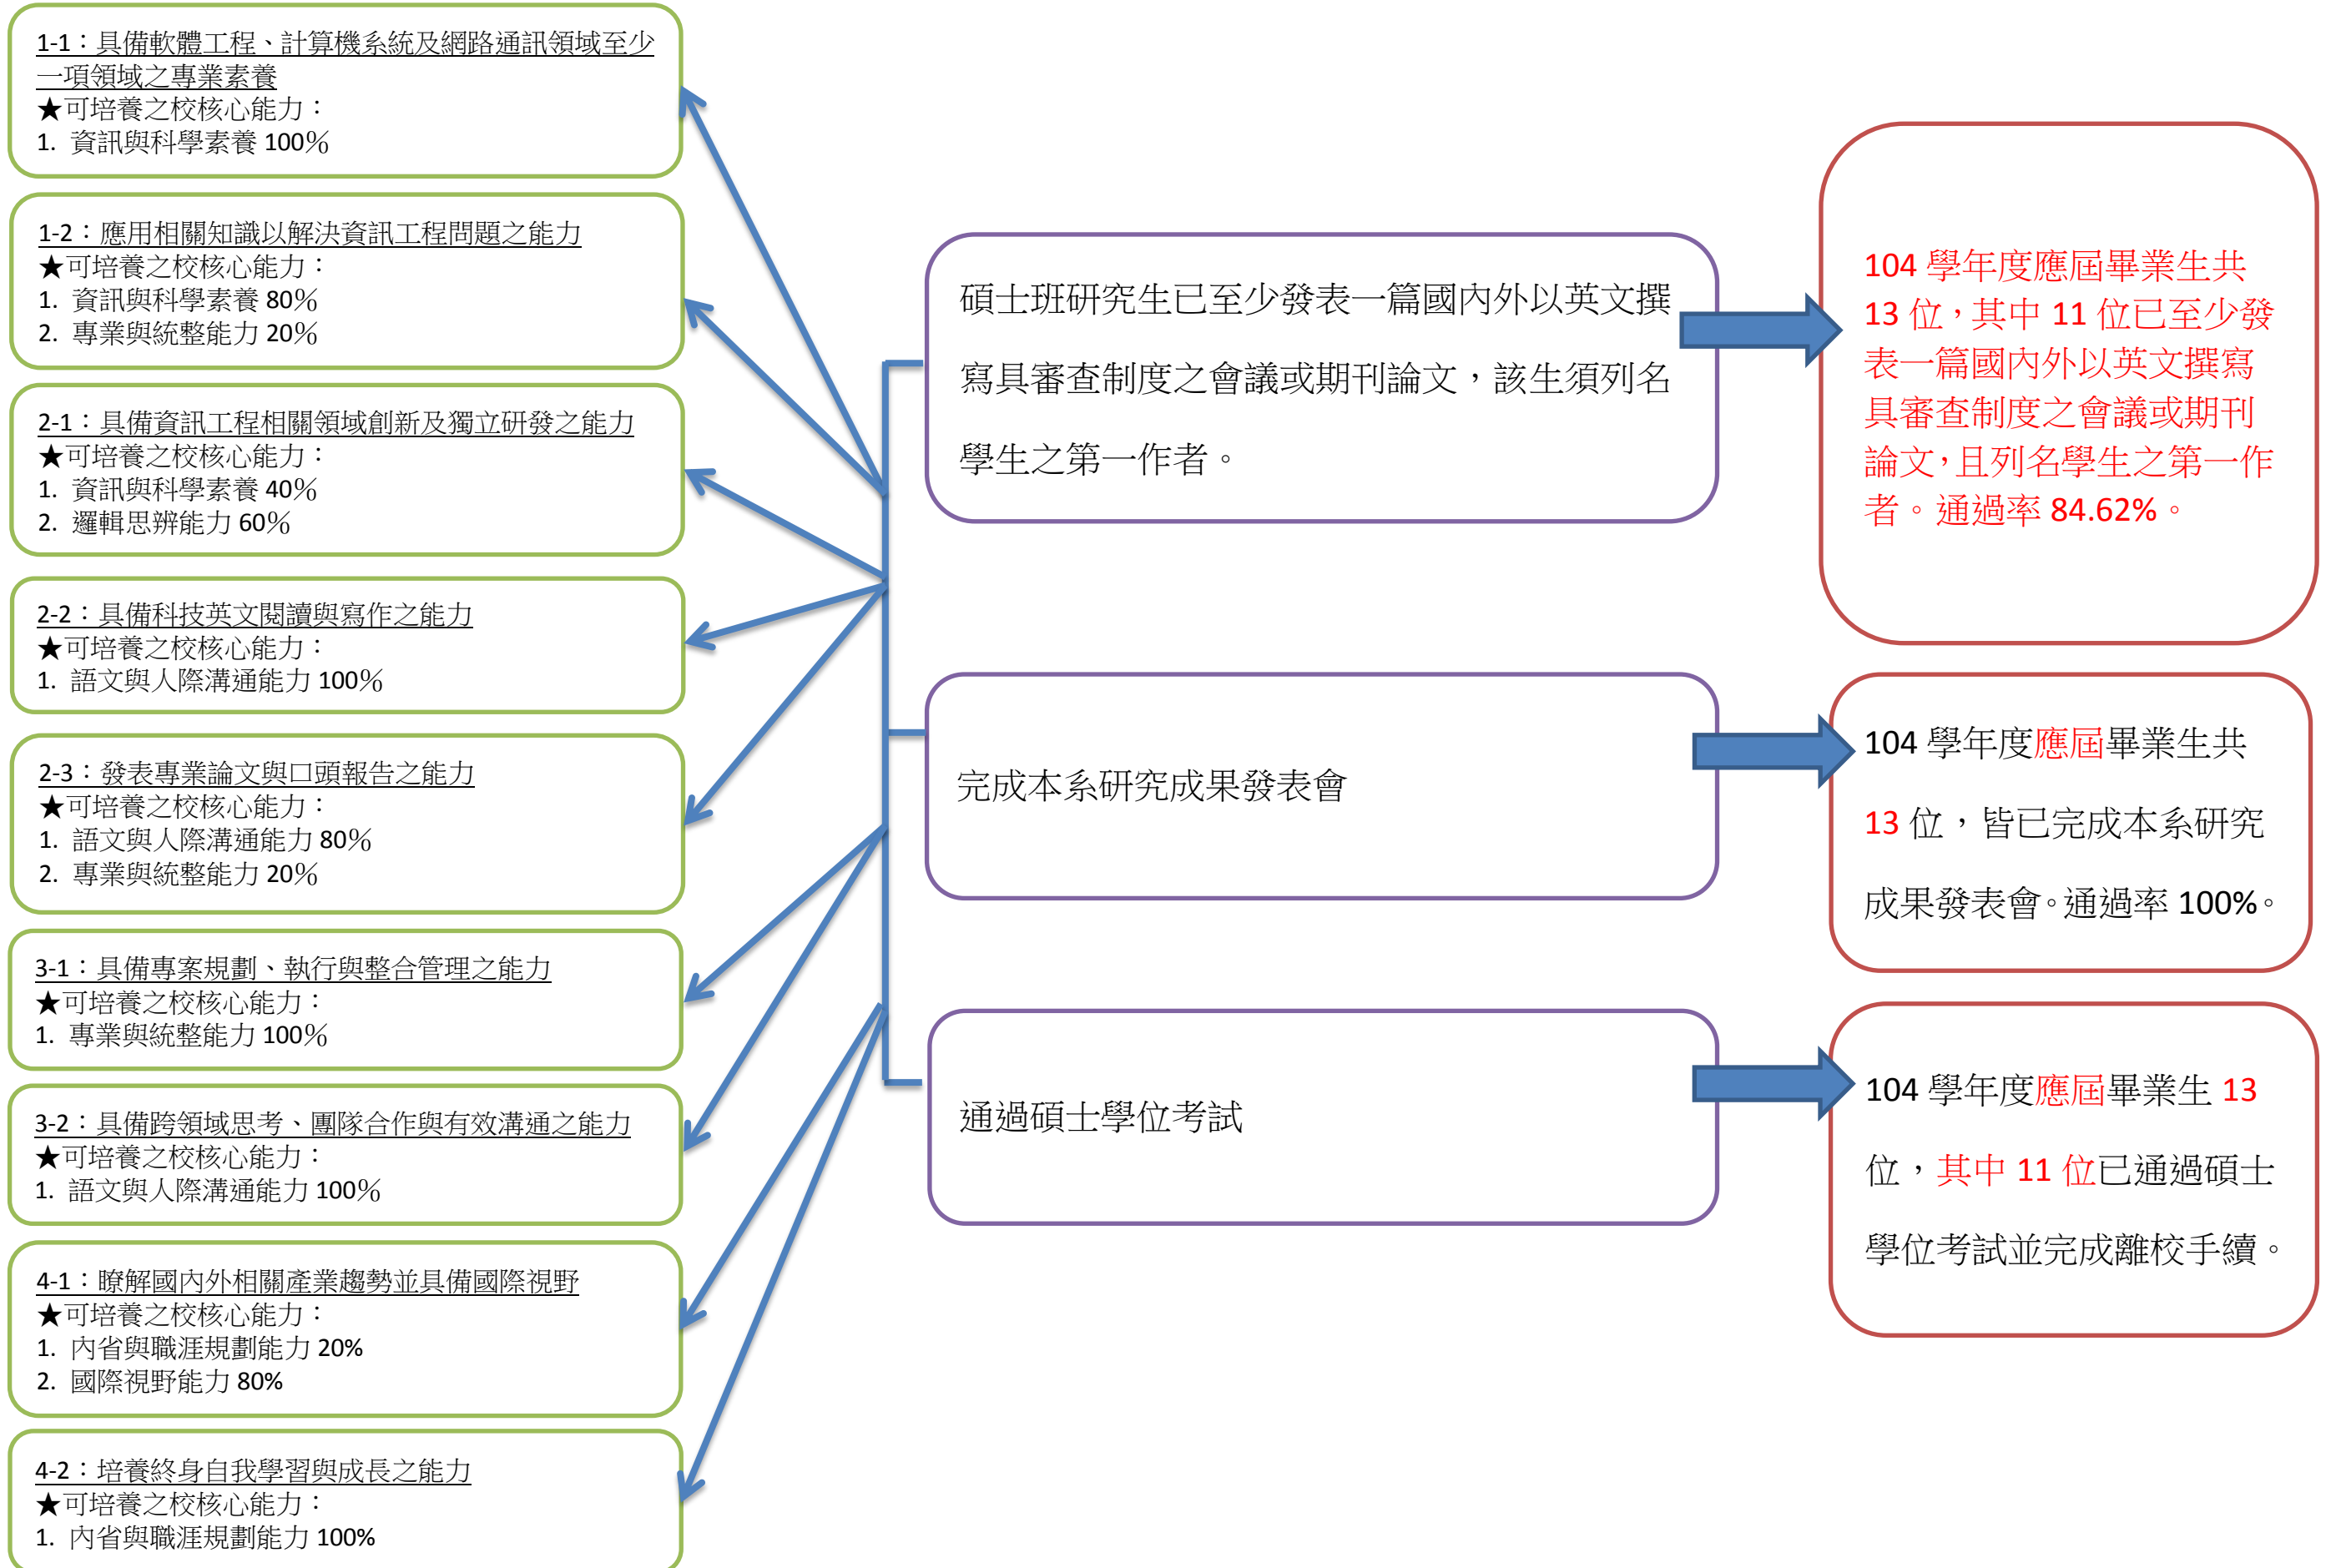 1-1：具備軟體工程、計算機系統及網路通訊領域至少
一項領域之專業素養
★可培養之校核心能力：
1. 資訊與科學素養 100%
1-2：應用相關知識以解決資訊工程問題之能力
★可培養之校核心能力：
1. 資訊與科學素養 80%
2. 專業與統整能力 20%
2-1：具備資訊工程相關領域創新及獨立研發之能力
★可培養之校核心能力：
1. 資訊與科學素養 40%
2. 邏輯思辨能力 60%
2-2：具備科技英文閱讀與寫作之能力
★可培養之校核心能力：
1. 語文與人際溝通能力 100%
2-3：發表專業論文與口頭報告之能力
★可培養之校核心能力：
1. 語文與人際溝通能力 80%
2. 專業與統整能力 20%
3-1：具備專案規劃、執行與整合管理之能力
★可培養之校核心能力：
1. 專業與統整能力 100%
3-2：具備跨領域思考、團隊合作與有效溝通之能力
★可培養之校核心能力：
1. 語文與人際溝通能力 100%
4-1：瞭解國內外相關產業趨勢並具備國際視野
★可培養之校核心能力：
1. 內省與職涯規劃能力 20%
2. 國際視野能力 80%
4-2：培養終身自我學習與成長之能力
★可培養之校核心能力：
1. 內省與職涯規劃能力 100%
碩士班研究生已至少發表一篇國內外以英文撰
寫具審查制度之會議或期刊論文，該生須列名
學生之第一作者。
完成本系研究成果發表會
通過碩士學位考試
104 學年度應屆畢業生共
13 位，其中 11 位已至少發
表一篇國內外以英文撰寫
具審查制度之會議或期刊
論文，且列名學生之第一作
者。通過率 84.62%。
104 學年度應屆畢業生共
13 位，皆已完成本系研究
成果發表會。通過率 100%。
104 學年度應屆畢業生 13
位，其中 11 位已通過碩士
學位考試並完成離校手續。